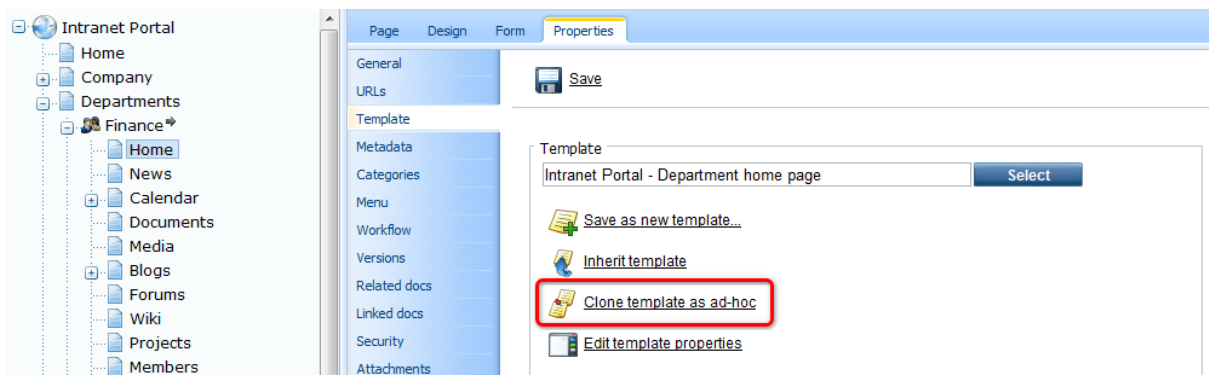 Intranet Portal
Home
Company
Departments
Finance
Home
News
Calendar
Documents
Media
Blogs
Forums
Wiki
Projects
Members
Page Design Form Properties
General
URLs
Template
Metadata
Categories
Menu
Workflow
Versions
Related docs
Linked docs
Security
Attachments
Save
Template
Intranet Portal - Department home page Select
Save as new template...
Inherit template
Clone template as ad-hoc
Edit template properties